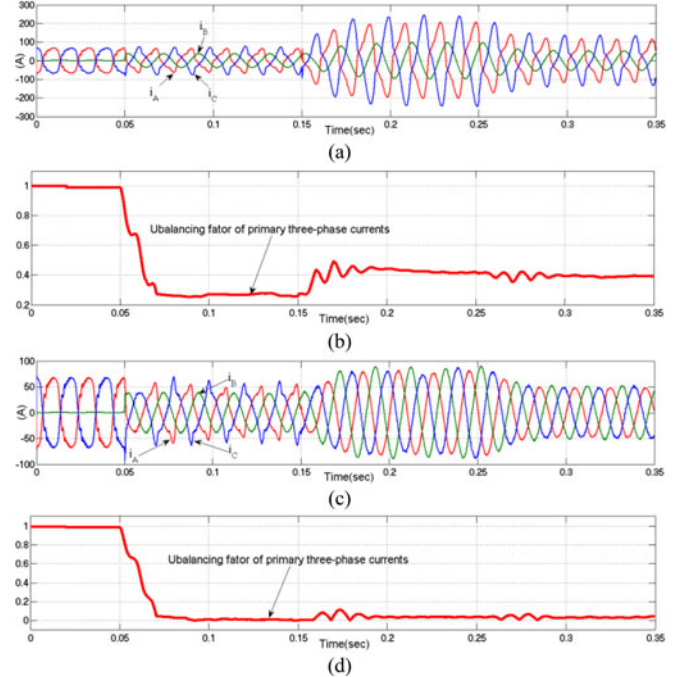 300
200
100
0
-100
-200
-300
(A)
i_B
i_A
i_C
0 0.05 0.1 0.15 0.2 0.25 0.3 0.35
Time(sec)
(a)
1
0.8
0.6
0.4
0.2
Ubalancing fator of primary three-phase currents
0 0.05 0.1 0.15 0.2 0.25 0.3 0.35
Time(sec)
(b)
100
50
0
-50
-100
(A)
i_B
i_A
i_C
0 0.05 0.1 0.15 0.2 0.25 0.3 0.35
Time(sec)
(c)
1
0.8
0.6
0.4
0.2
0
Ubalancing fator of primary three-phase currents
0 0.05 0.1 0.15 0.2 0.25 0.3 0.35
Time(sec)
(d)